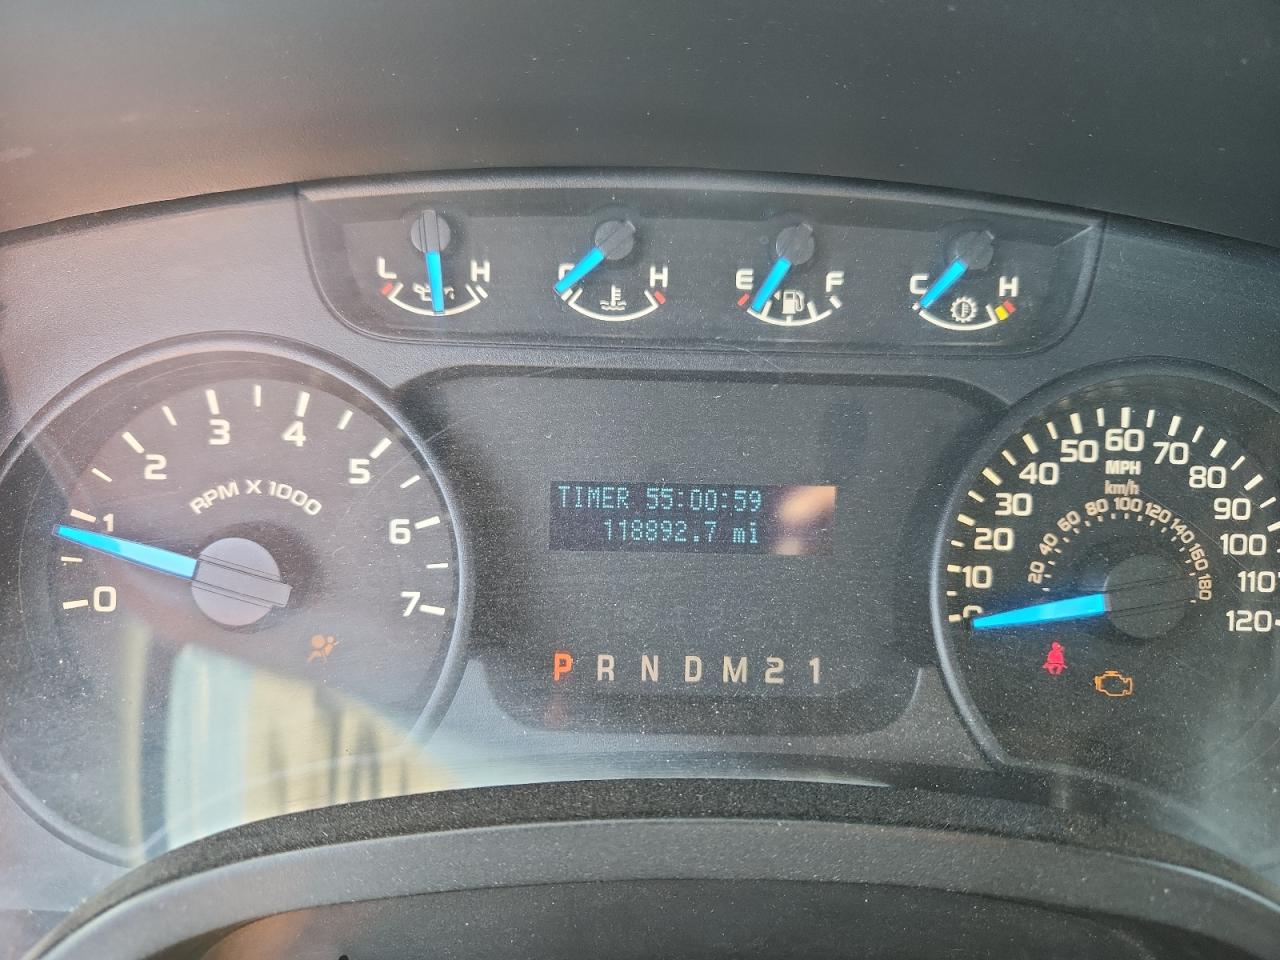 L H
C H
E F
C H
0 1 2 3 4 5 6 7
RPM X 1000
TIMER 55:00:59
118892.7 mi
P R N D M 2 1
0 10 20 30 40 50 60 70 80 90 100 110 120
MPH
km/h
20 40 60 80 100 120 140 160 180